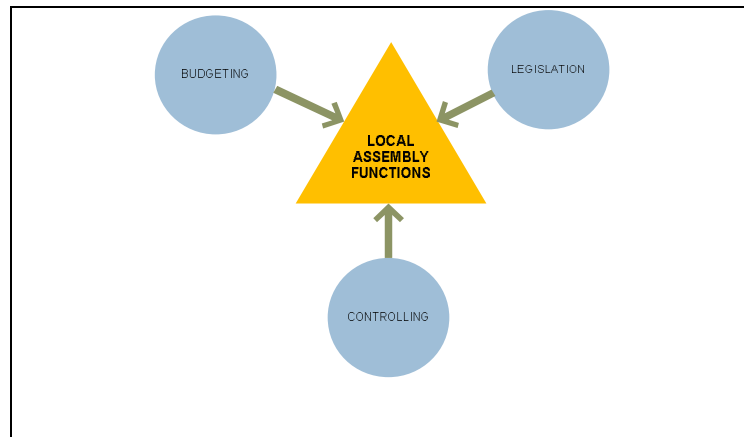 BUDGETING
LEGISLATION
LOCAL
ASSEMBLY
FUNCTIONS
CONTROLLING